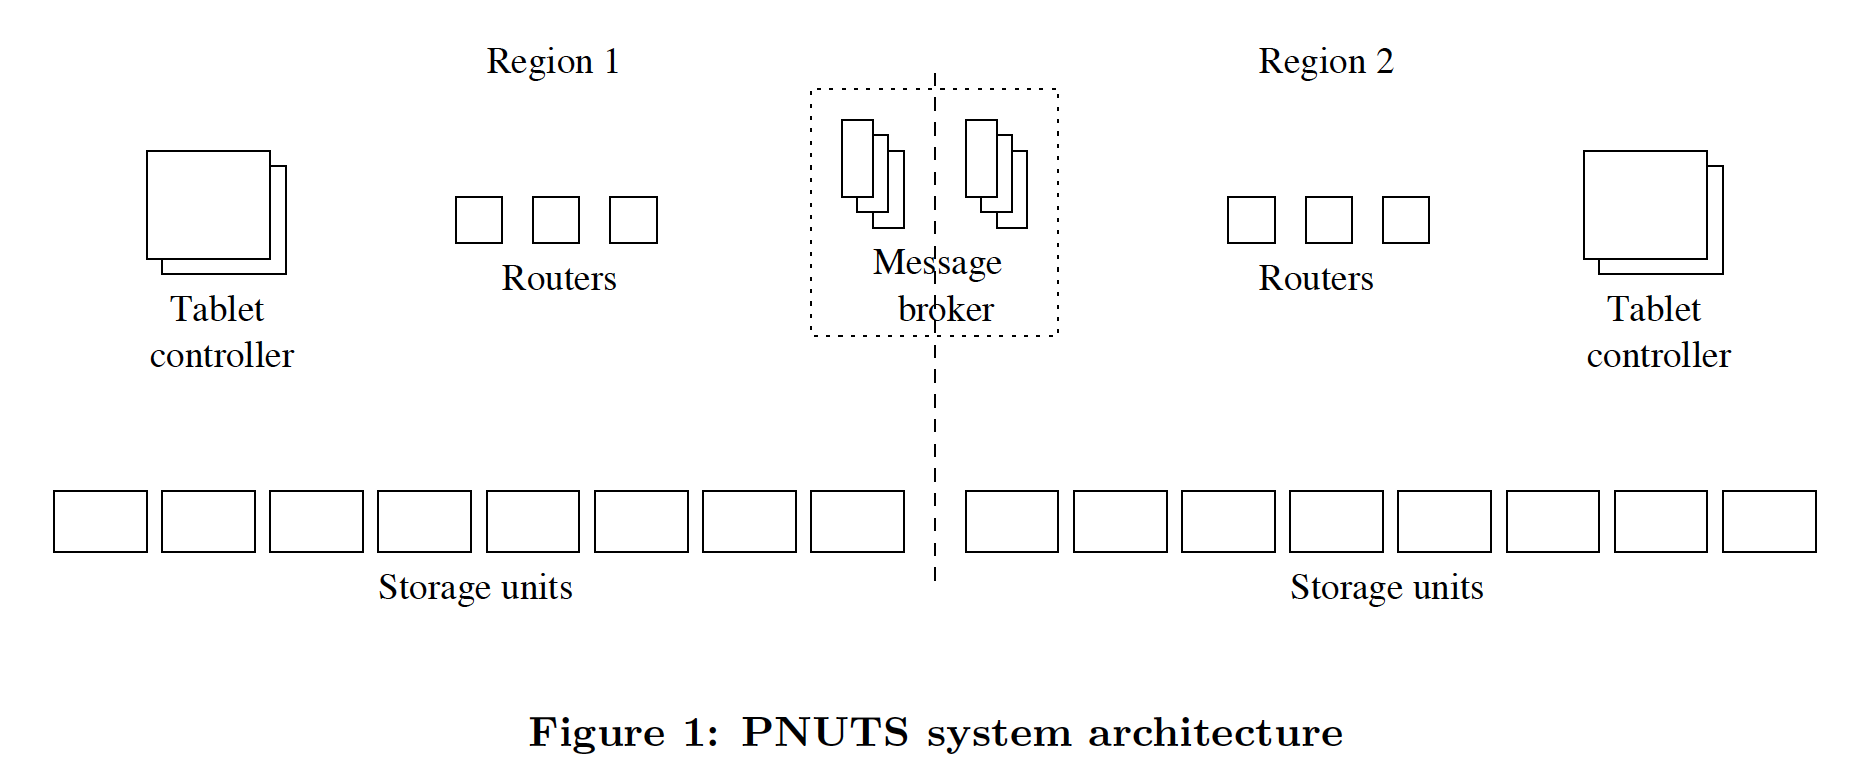 Region 1
Region 2
Message
broker
Routers
Routers
Tablet
controller
Tablet
controller
Storage units
Storage units
Figure 1: PNUTS system architecture